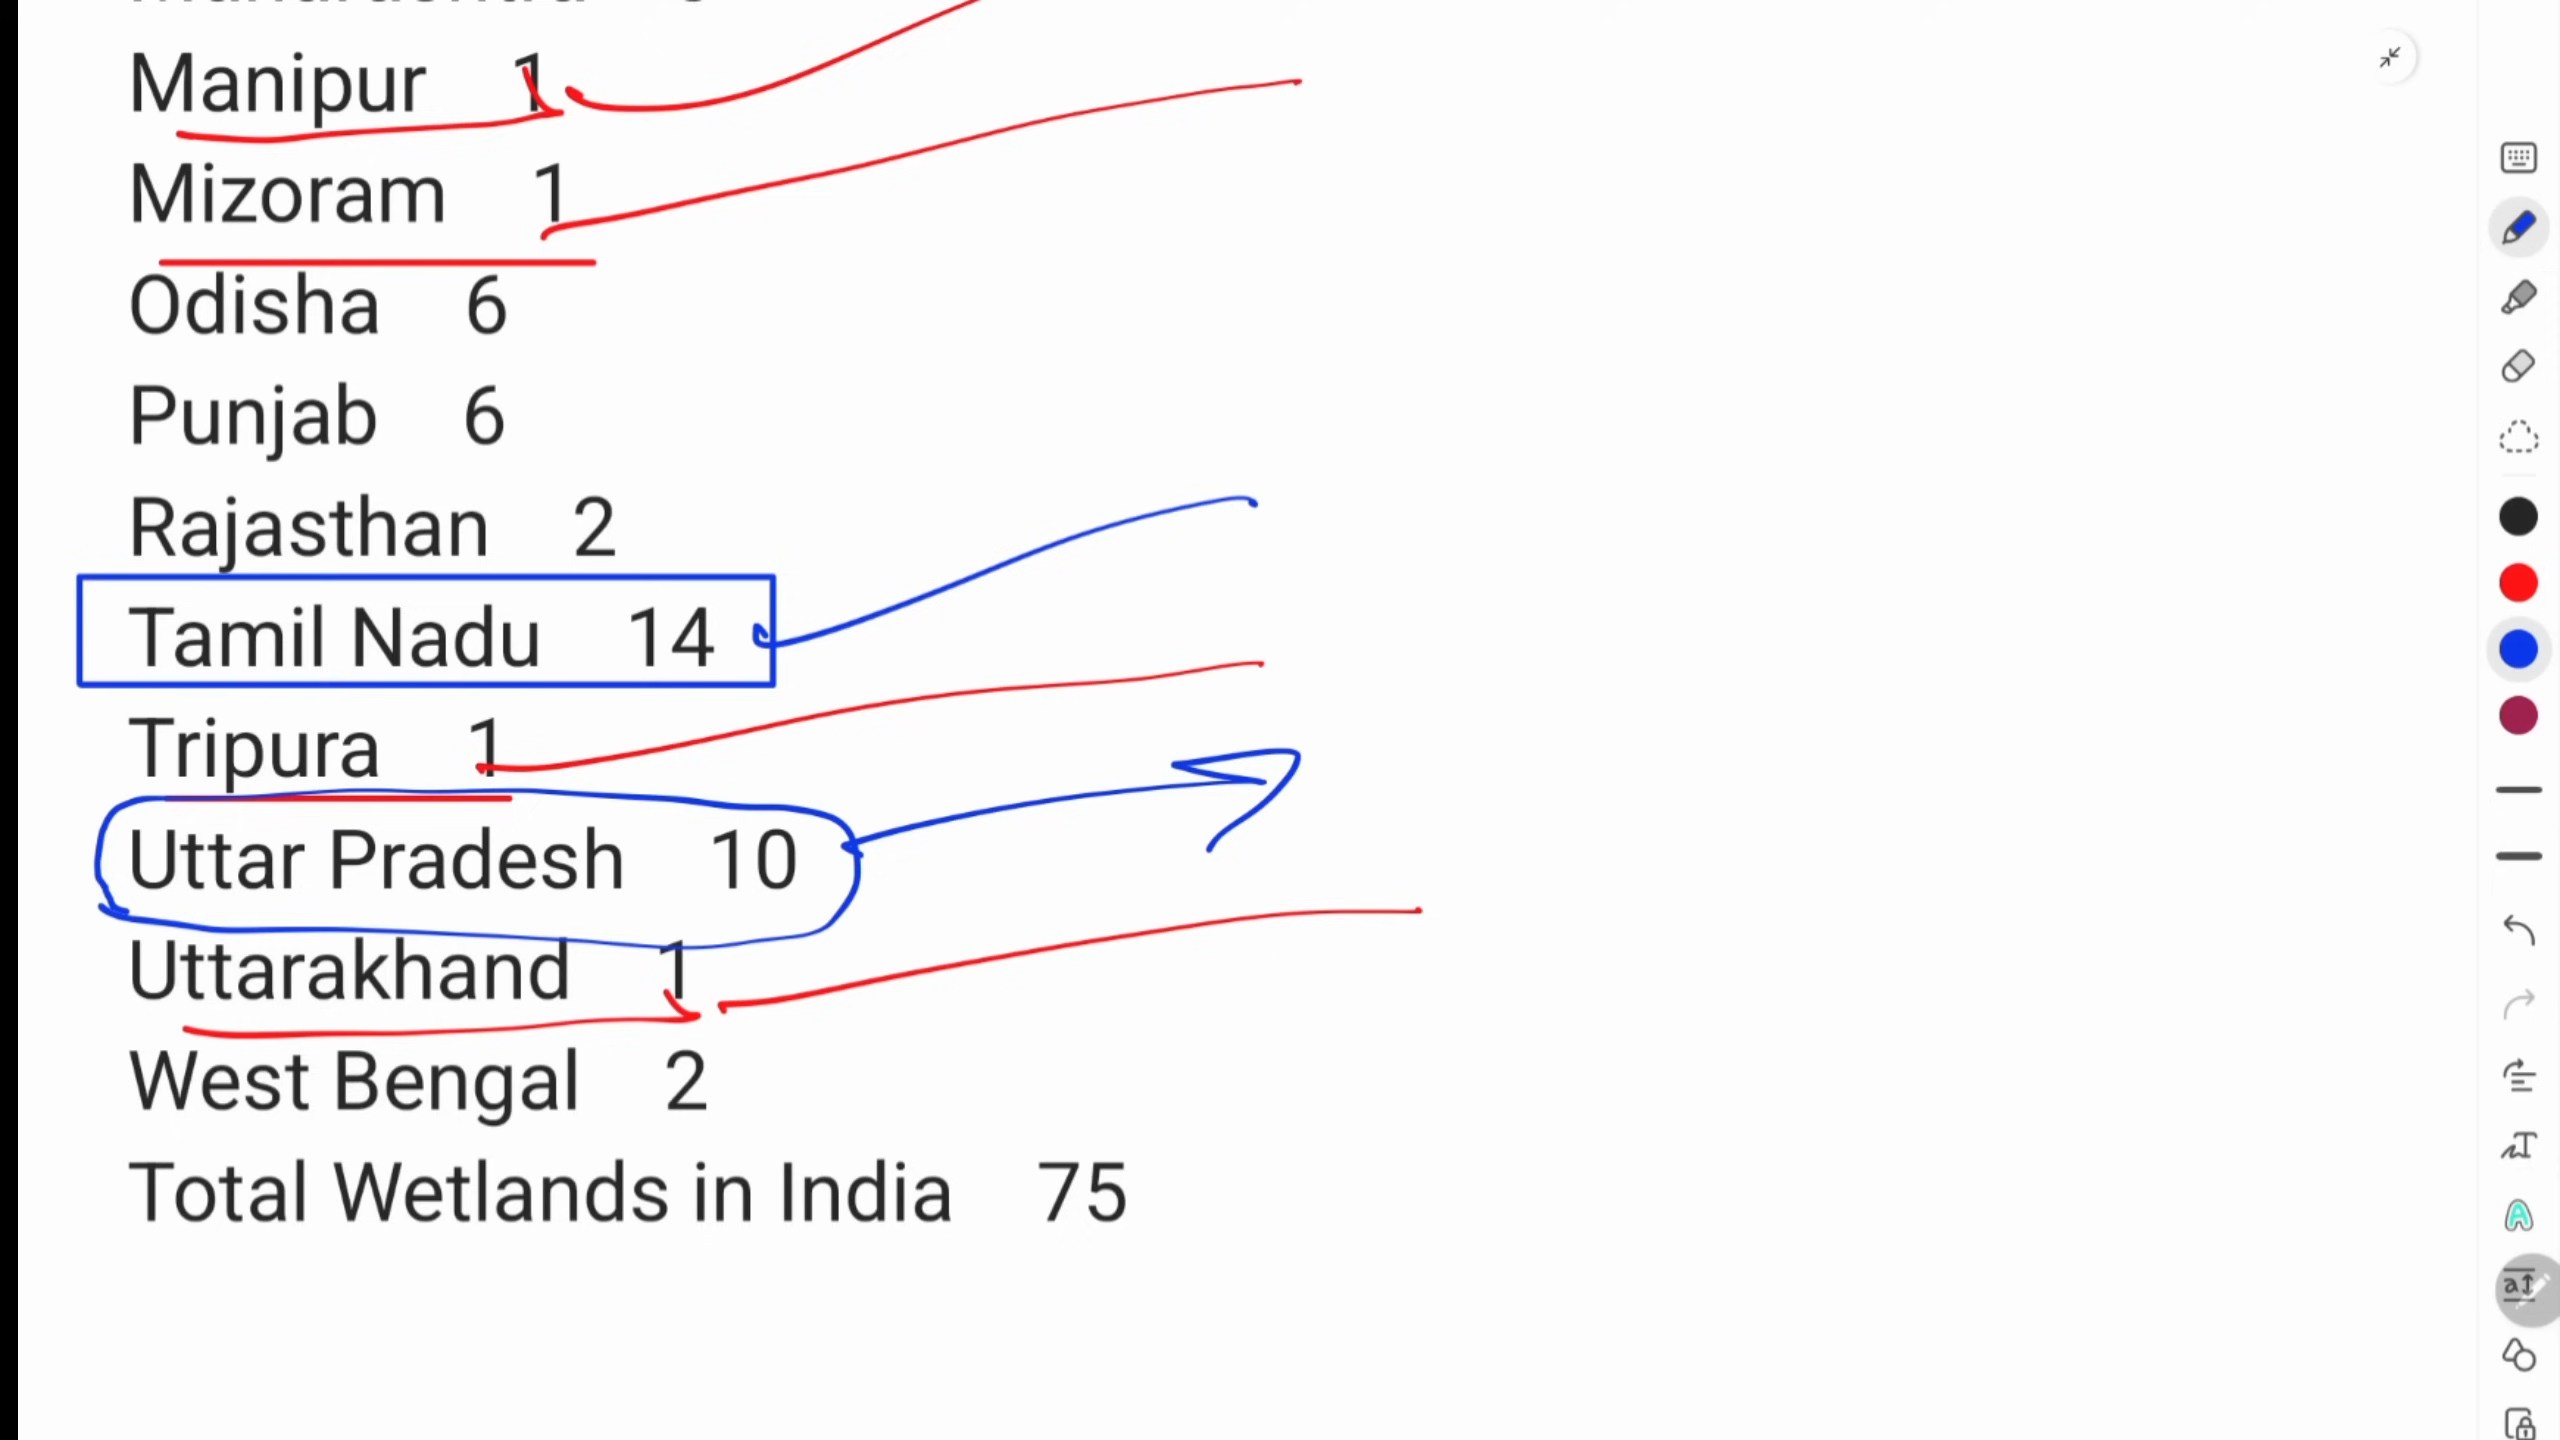 Manipur 1
Mizoram 1
Odisha 6
Punjab 6
Rajasthan 2
Tamil Nadu 14
Tripura 1
Uttar Pradesh 10
Uttarakhand 1
West Bengal 2
Total Wetlands in India 75